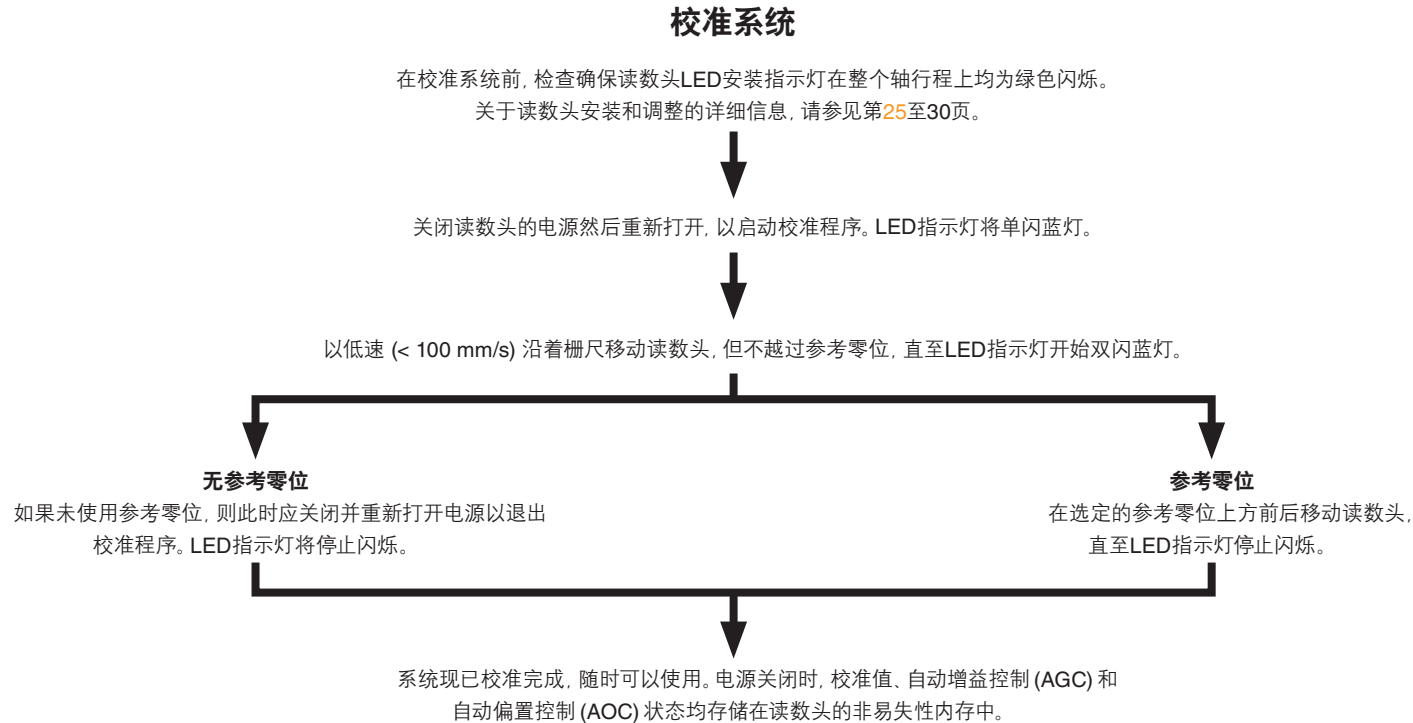 校准系统
在校准系统前, 检查确保读数头LED安装指示灯在整个轴行程上均为绿色闪烁。
关于读数头安装和调整的详细信息, 请参见第25至30页。
关闭读数头的电源然后重新打开, 以启动校准程序。LED指示灯将单闪蓝灯。
以低速 (< 100 mm/s) 沿着栅尺移动读数头, 但不越过参考零位, 直至LED指示灯开始双闪蓝灯。
无参考零位
如果未使用参考零位, 则此时应关闭并重新打开电源以退出
校准程序。LED指示灯将停止闪烁。
参考零位
在选定的参考零位上方前后移动读数头,
直至LED指示灯停止闪烁。
系统现已校准完成, 随时可以使用。电源关闭时, 校准值、自动增益控制 (AGC) 和
自动偏置控制 (AOC) 状态均存储在读数头的非易失性内存中。